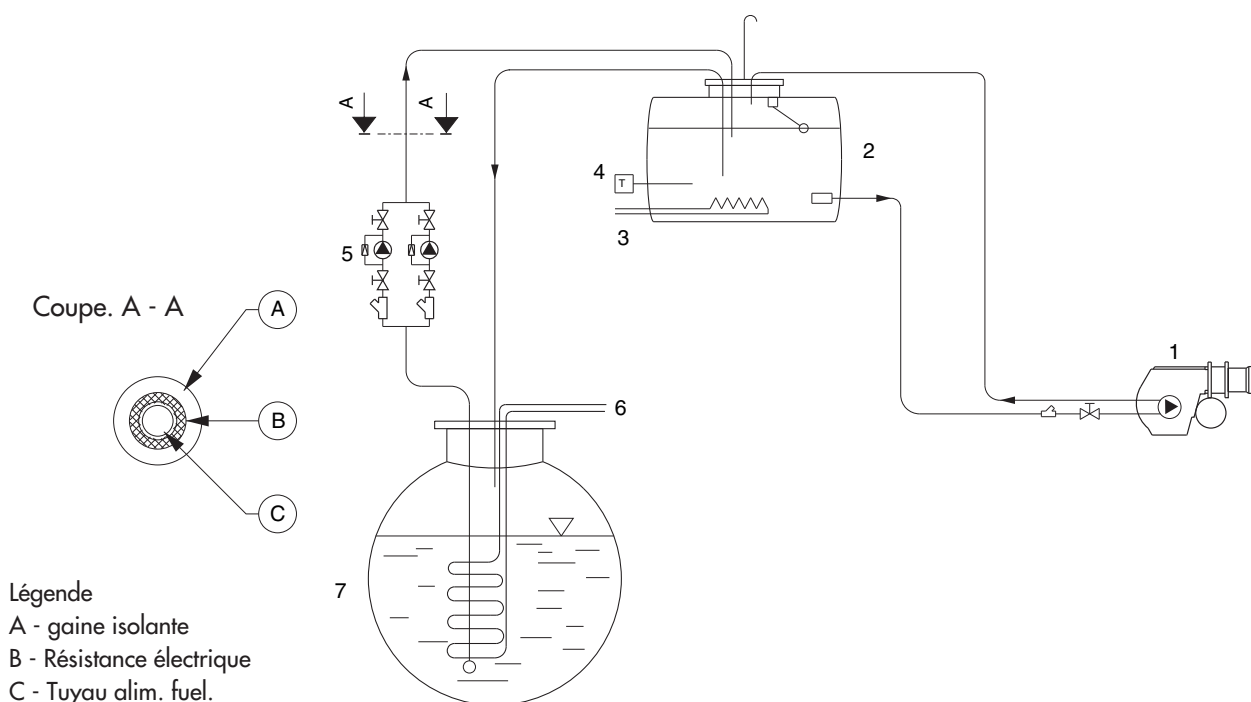 A A
2
4 T
3
5
1
Coupe. A - A
A
B
C
6
7
Légende
A - gaine isolante
B - Résistance électrique
C - Tuyau alim. fuel.